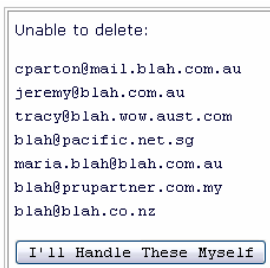 Unable to delete:
cparton@mail.blah.com.au
jeremy@blah.com.au
tracy@blah.wow.aust.com
blah@pacific.net.sg
maria.blah@blah.com.au
blah@prupartner.com.my
blah@blah.co.nz
I'll Handle These Myself